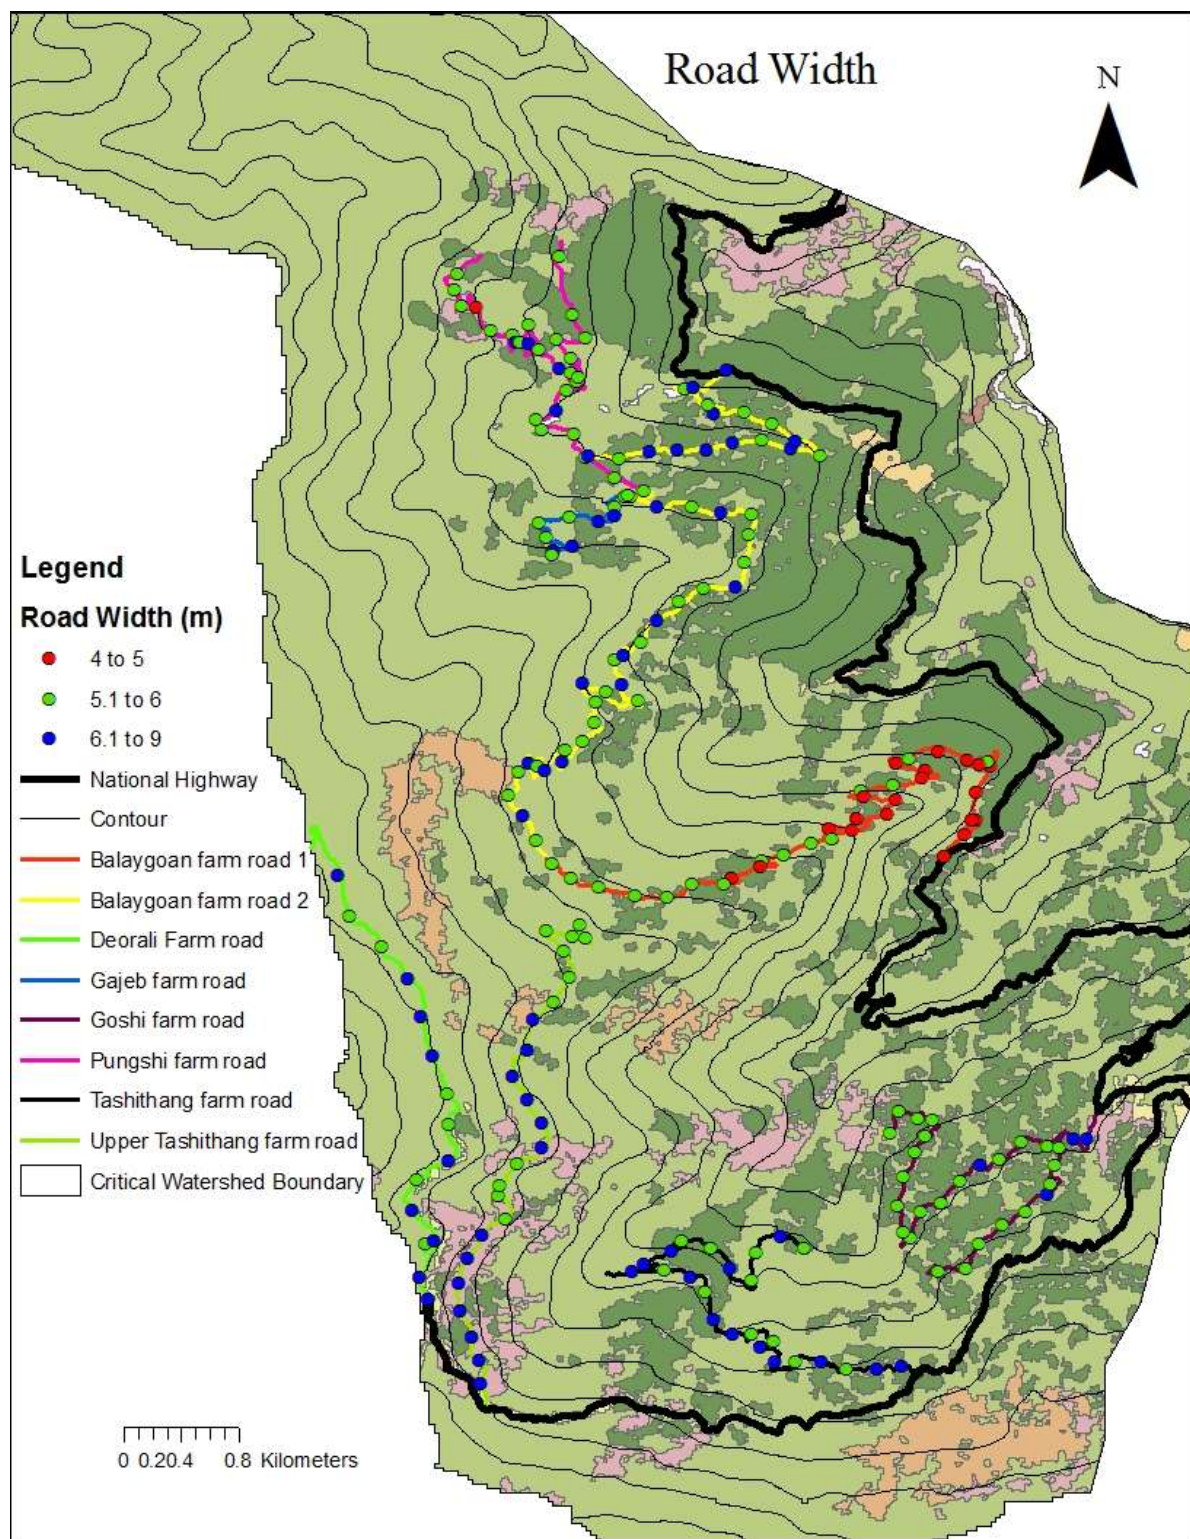 Road Width
N
Legend
Road Width (m)
4 to 5
5.1 to 6
6.1 to 9
National Highway
Contour
Balaygoan farm road 1
Balaygoan farm road 2
Deorali Farm road
Gajeb farm road
Goshi farm road
Pungshi farm road
Tashithang farm road
Upper Tashithang farm road
Critical Watershed Boundary
0 0.20.4 0.8 Kilometers